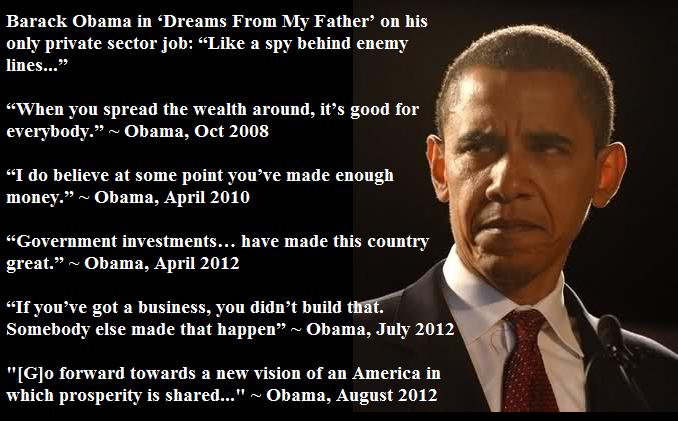 Barack Obama in ‘Dreams From My Father’ on his
only private sector job: “Like a spy behind enemy
lines...”
“When you spread the wealth around, it’s good for
everybody.” ~ Obama, Oct 2008
“I do believe at some point you’ve made enough
money.” ~ Obama, April 2010
“Government investments… have made this country
great.” ~ Obama, April 2012
“If you’ve got a business, you didn’t build that.
Somebody else made that happen” ~ Obama, July 2012
"[G]o forward towards a new vision of an America in
which prosperity is shared..." ~ Obama, August 2012